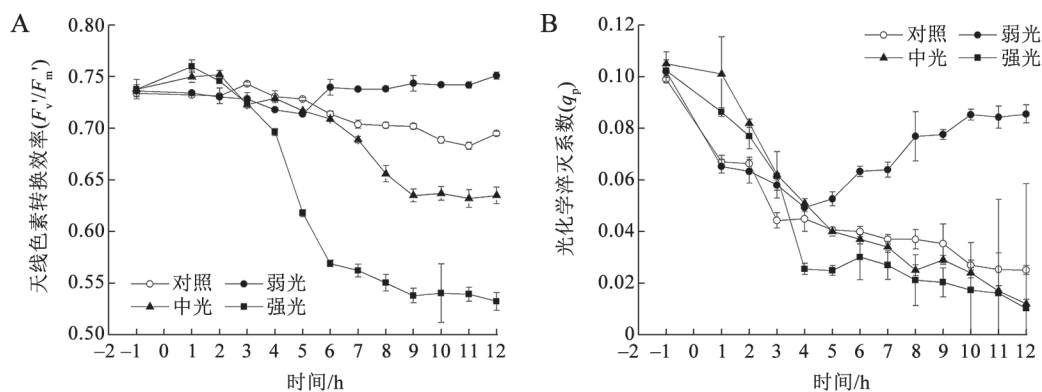 A
天线色素转换效率(Fv'/Fm')
0.80
0.75
0.70
0.65
0.60
0.55
0.50
对照 弱光
中光 强光
−2 −1 0 1 2 3 4 5 6 7 8 9 10 11 12
时间/h
B
光化学淬灭系数(qp)
0.12
0.10
0.08
0.06
0.04
0.02
0
对照 弱光
中光 强光
−2 −1 0 1 2 3 4 5 6 7 8 9 10 11 12
时间/h